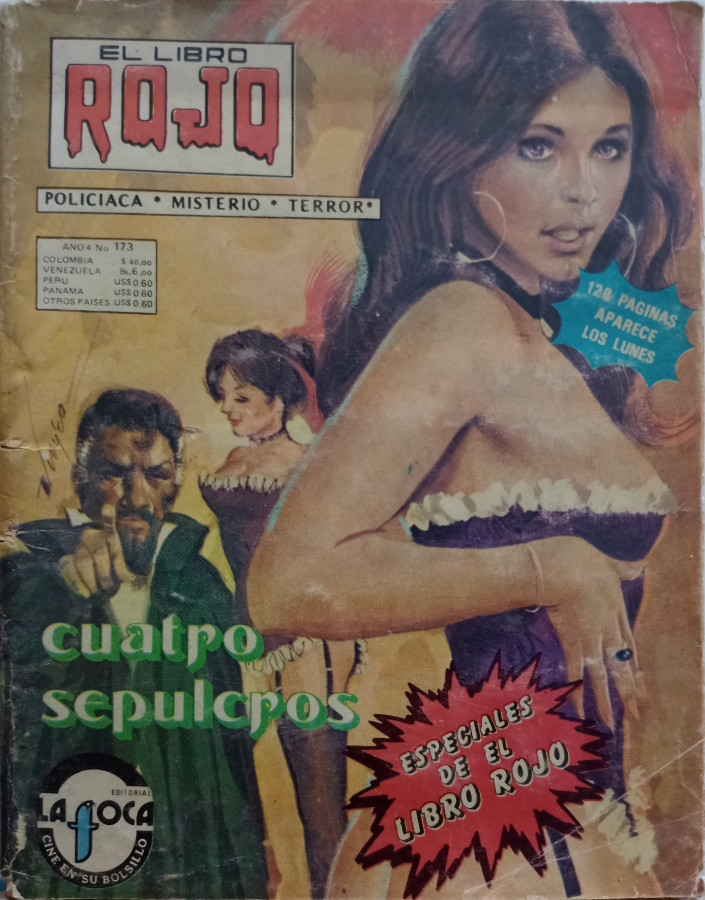 EL LIBRO
ROJO
POLICIACA * MISTERIO * TERROR *
AÑO 4 No 173
COLOMBIA $ 40,00
VENEZUELA Bs. 6,00
PERU US$ 0.60
PANAMA US$ 0.60
OTROS PAISES US$ 0.60
128 PAGINAS
APARECE
LOS LUNES
cuatro
sepulcros
ESPECIALES
DE EL
LIBRO ROJO
EDITORIAL
LA FOCA
CINE EN SU BOLSILLO